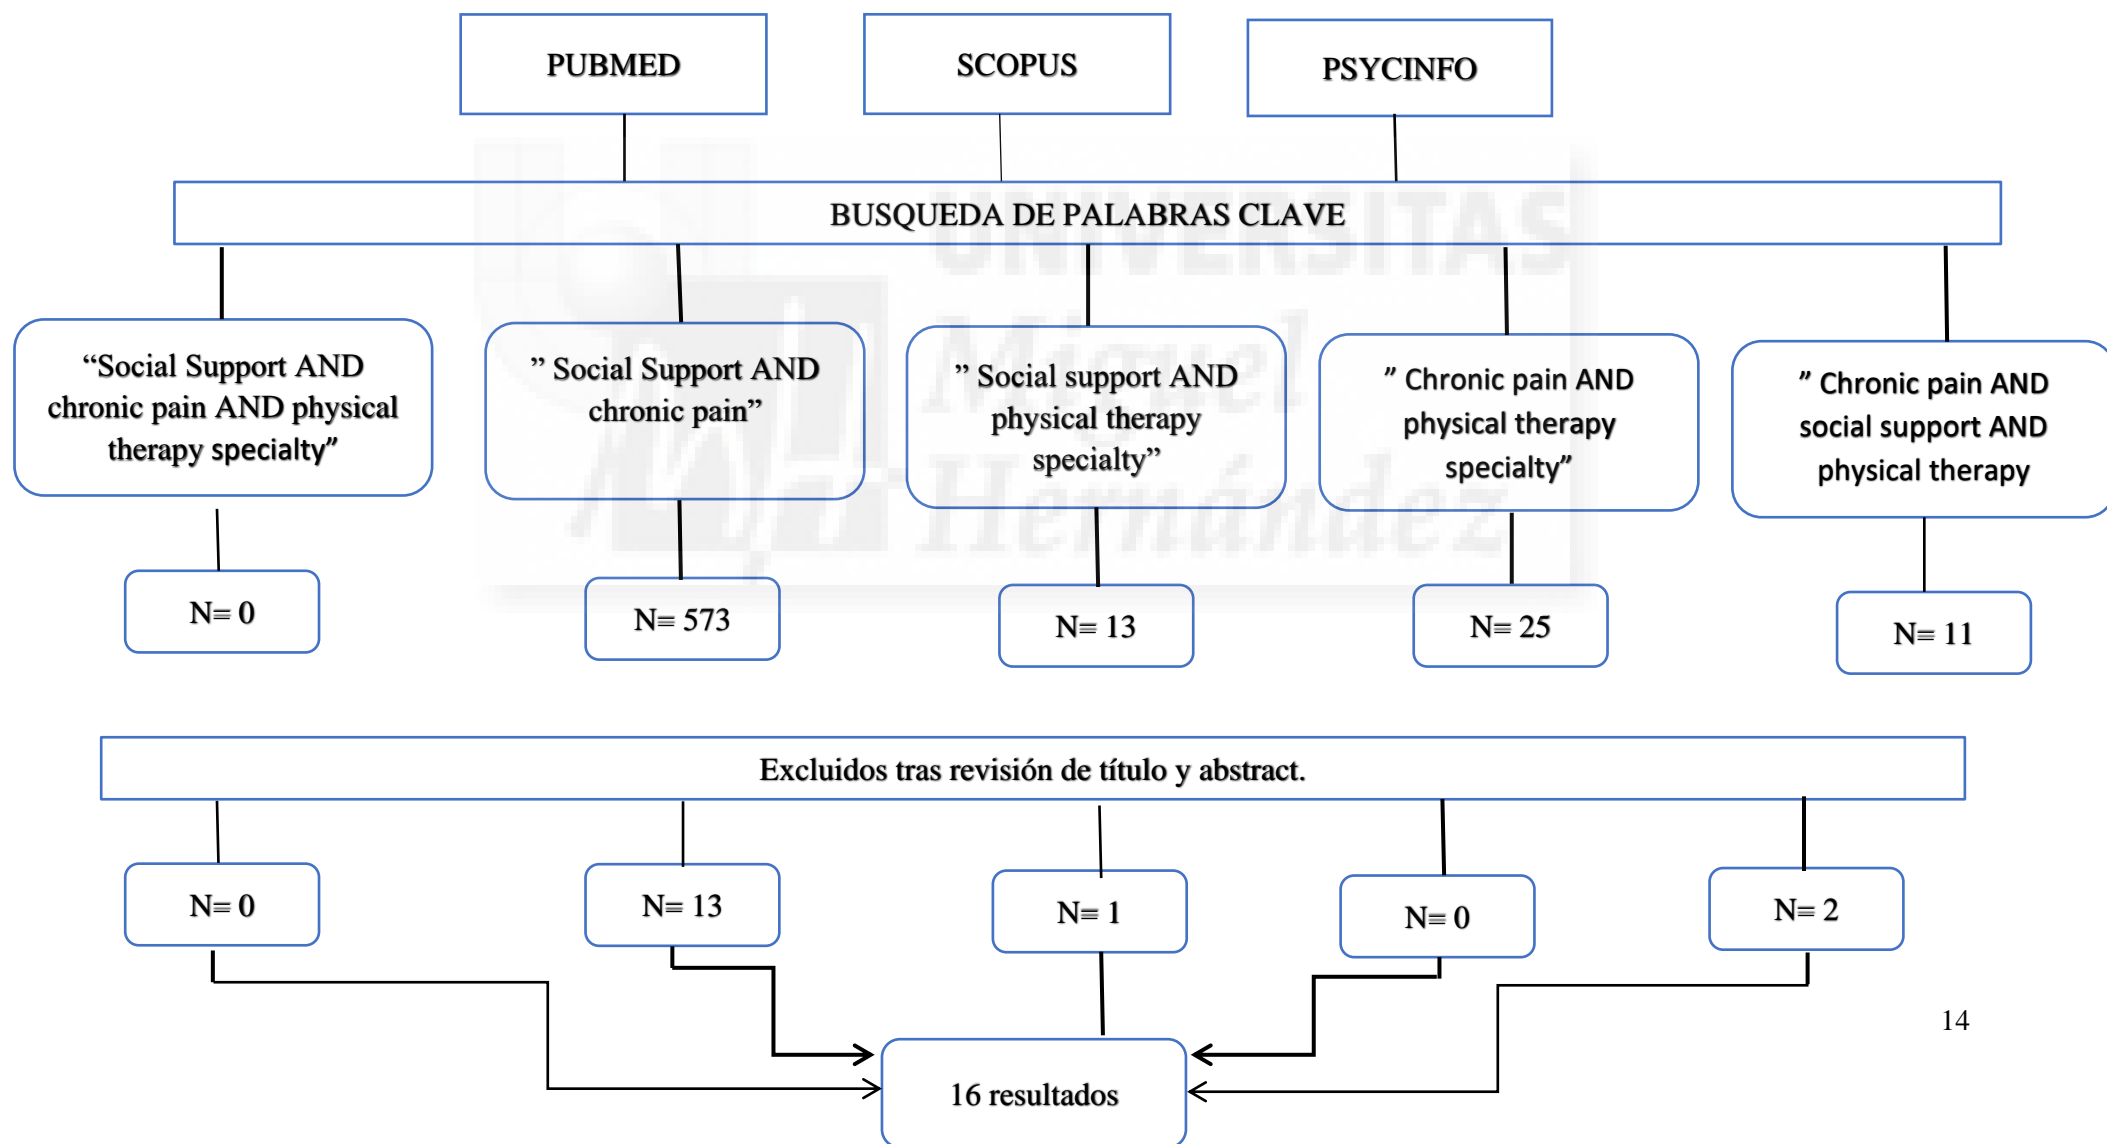 PUBMED
SCOPUS
PSYCINFO
BUSQUEDA DE PALABRAS CLAVE
UNIVERSITAS
Miguel
Hernández
“Social Support AND
chronic pain AND physical
therapy specialty”
” Social Support AND
chronic pain”
” Social support AND
physical therapy
specialty”
” Chronic pain AND
physical therapy
specialty”
” Chronic pain AND
social support AND
physical therapy
N= 0
N= 573
N= 13
N= 25
N= 11
Excluidos tras revisión de título y abstract.
N= 0
N= 13
N= 1
N= 0
N= 2
14
16 resultados